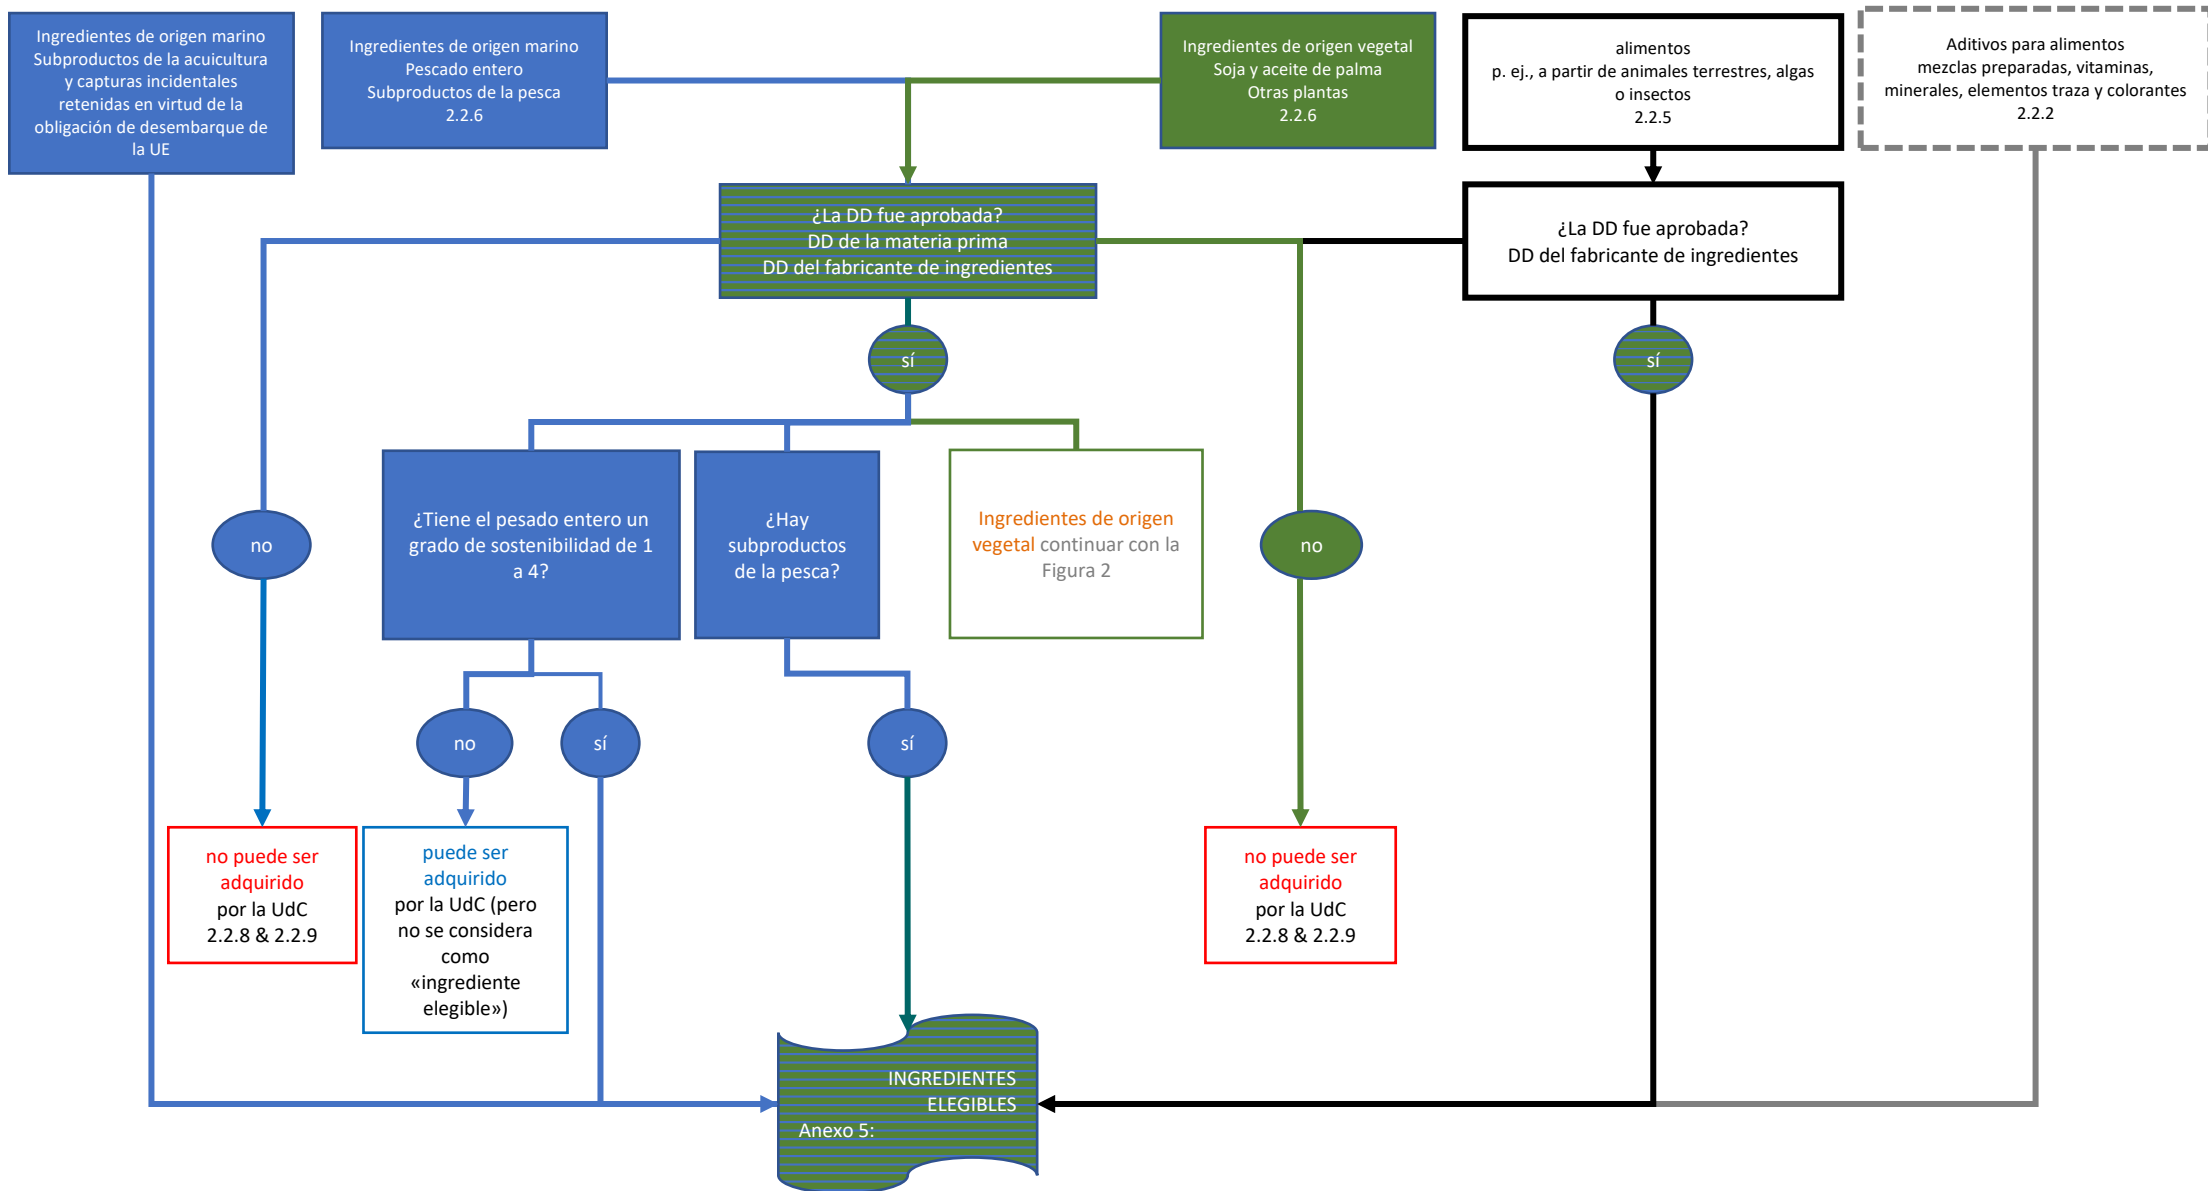 Ingredientes de origen marino
Subproductos de la acuicultura
y capturas incidentales
retenidas en virtud de la
obligación de desembarque de
la UE
Ingredientes de origen marino
Pescado entero
Subproductos de la pesca
2.2.6
Ingredientes de origen vegetal
Soja y aceite de palma
Otras plantas
2.2.6
alimentos
p. ej., a partir de animales terrestres, algas
o insectos
2.2.5
Aditivos para alimentos
mezclas preparadas, vitaminas,
minerales, elementos traza y colorantes
2.2.2
¿La DD fue aprobada?
DD de la materia prima
DD del fabricante de ingredientes
¿La DD fue aprobada?
DD del fabricante de ingredientes
sí
sí
¿Tiene el pesado entero un
grado de sostenibilidad de 1
a 4?
¿Hay
subproductos
de la pesca?
Ingredientes de origen
vegetal continuar con la
Figura 2
no
no
no
sí
sí
no puede ser
adquirido
por la UdC
2.2.8 & 2.2.9
puede ser
adquirido
por la UdC (pero
no se considera
como
«ingrediente
elegible»)
no puede ser
adquirido
por la UdC
2.2.8 & 2.2.9
INGREDIENTES
ELEGIBLES
Anexo 5: